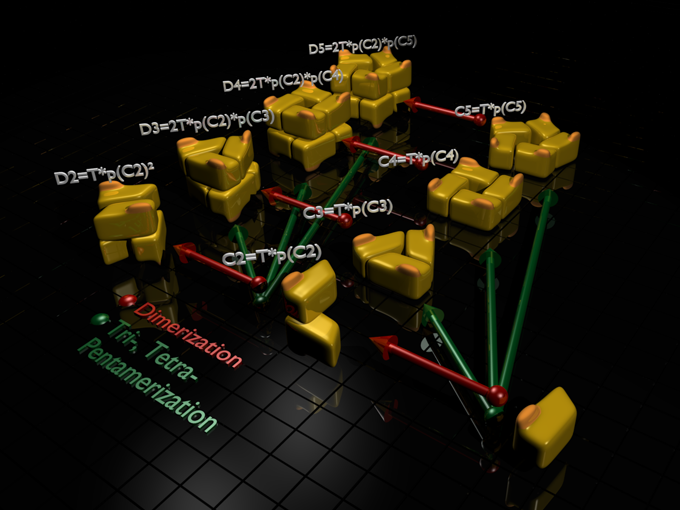 D5=2T*p(C2)*p(C5)
D4=2T*p(C2)*p(C4)
C5=T*p(C5)
D3=2T*p(C2)*p(C3)
C4=T*p(C4)
D2=T*p(C2)²
C3=T*p(C3)
C2=T*p(C2)
Dimerization
Tri-, Tetra-
Pentamerization